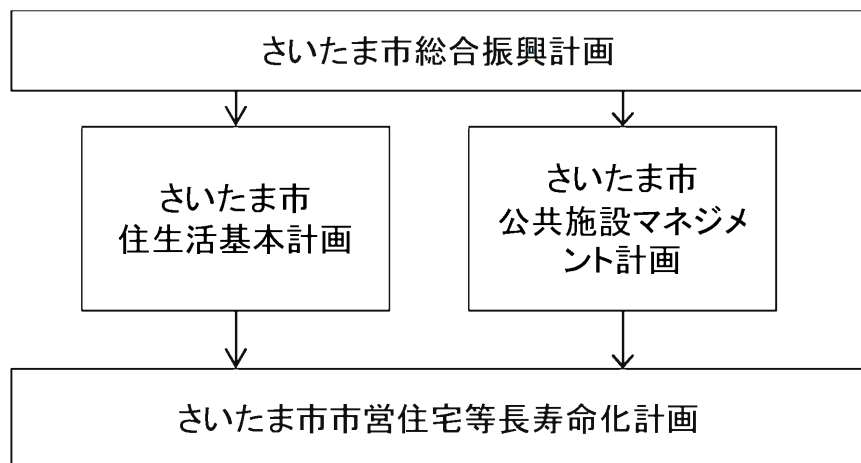 さいたま市総合振興計画
さいたま市
住生活基本計画
さいたま市
公共施設マネジメ
ント計画
さいたま市市営住宅等長寿命化計画